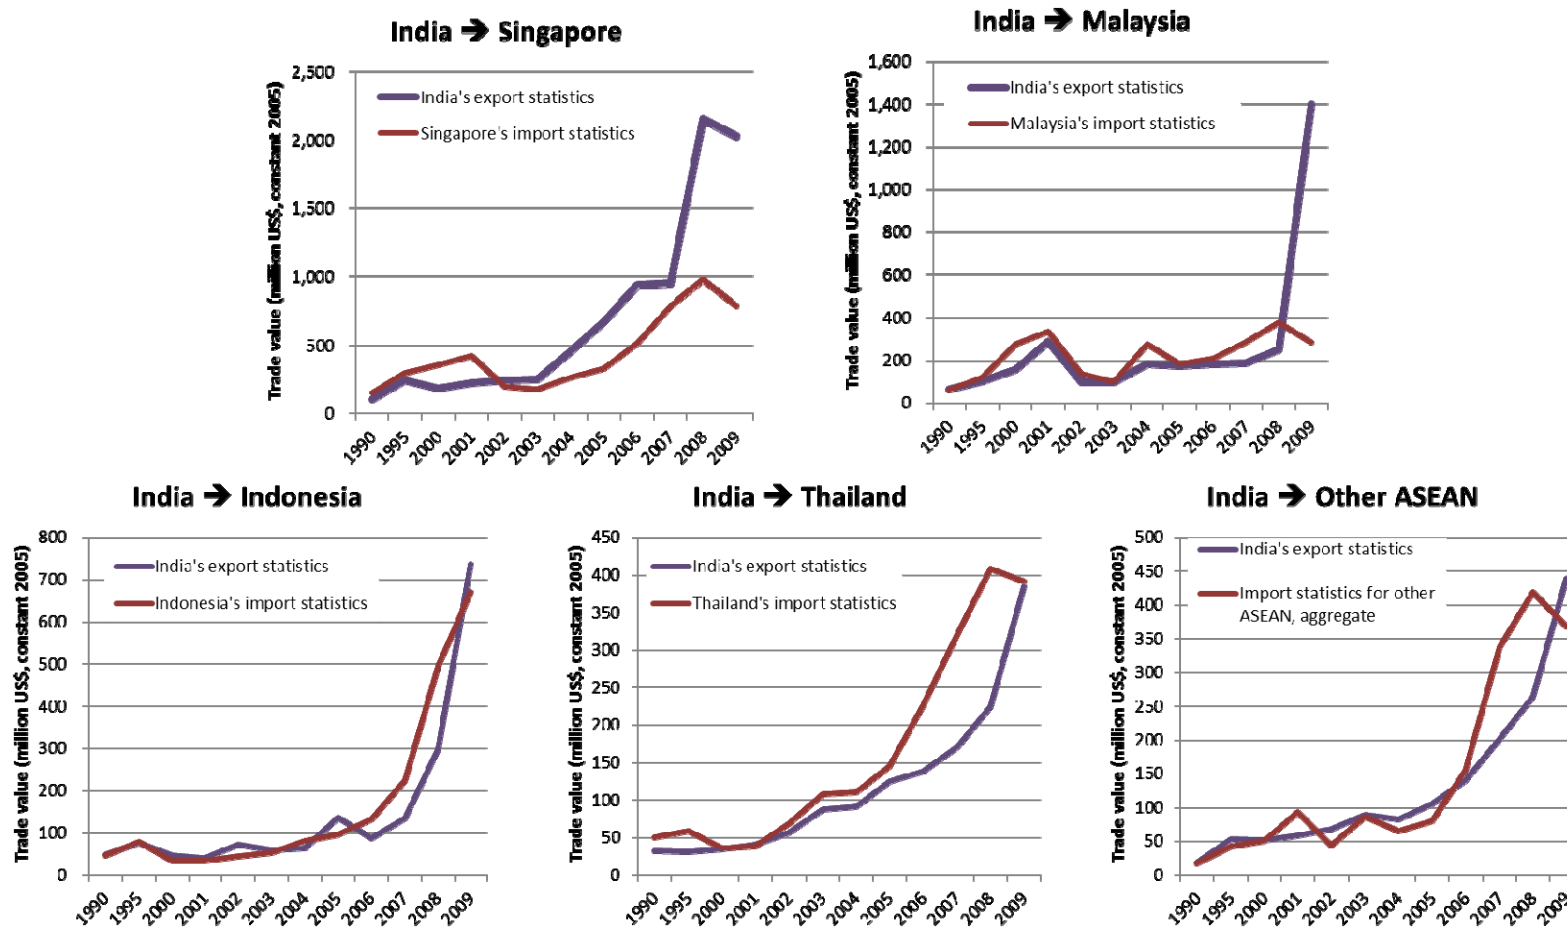 India ➔ Singapore
Trade value (million US$, constant 2005)
2,500
2,000
1,500
1,000
500
0
India's export statistics
Singapore's import statistics
1990 1995 2000 2001 2002 2003 2004 2005 2006 2007 2008 2009
India ➔ Malaysia
Trade value (million US$, constant 2005)
1,600
1,400
1,200
1,000
800
600
400
200
0
India's export statistics
Malaysia's import statistics
1990 1995 2000 2001 2002 2003 2004 2005 2006 2007 2008 2009
India ➔ Indonesia
Trade value (million US$, constant 2005)
800
700
600
500
400
300
200
100
0
India's export statistics
Indonesia's import statistics
1990 1995 2000 2001 2002 2003 2004 2005 2006 2007 2008 2009
India ➔ Thailand
Trade value (million US$, constant 2005)
450
400
350
300
250
200
150
100
50
0
India's export statistics
Thailand's import statistics
1990 1995 2000 2001 2002 2003 2004 2005 2006 2007 2008 2009
India ➔ Other ASEAN
Trade value (million US$, constant 2005)
500
450
400
350
300
250
200
150
100
50
0
India's export statistics
Import statistics for other
ASEAN, aggregate
1990 1995 2000 2001 2002 2003 2004 2005 2006 2007 2008 2009